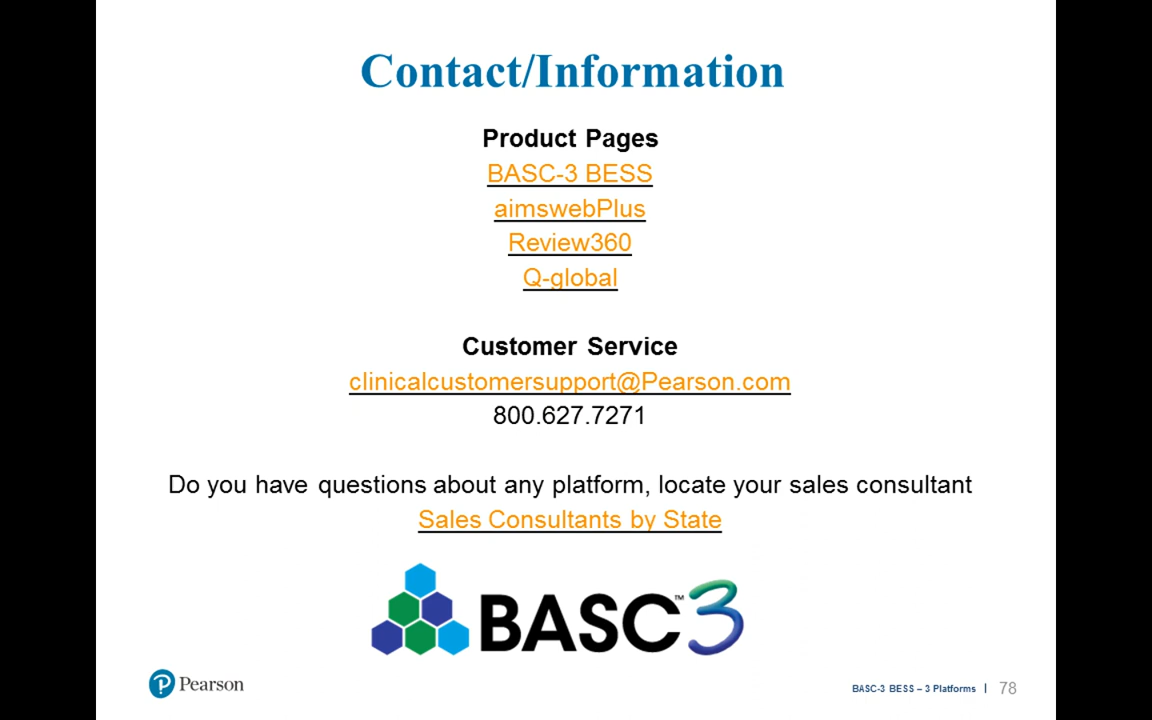 Contact/Information
Product Pages
BASC-3 BESS
aimswebPlus
Review360
Q-global
Customer Service
clinicalcustomersupport@Pearson.com
800.627.7271
Do you have questions about any platform, locate your sales consultant
Sales Consultants by State
BASC™3
Pearson
BASC-3 BESS – 3 Platforms | 78